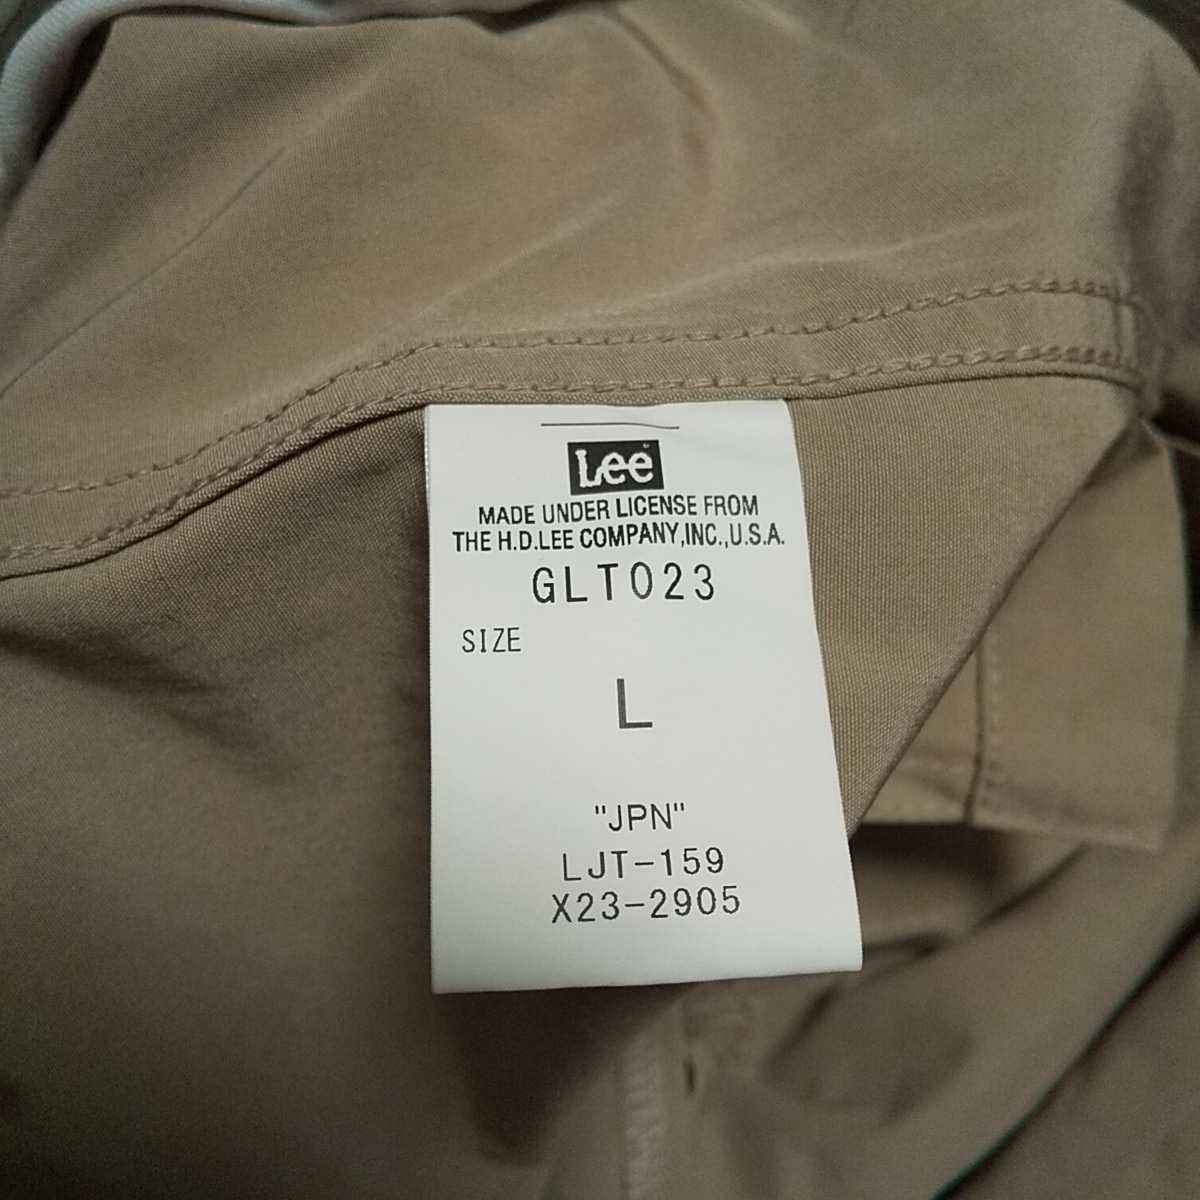 Lee
MADE UNDER LICENSE FROM
THE H.D.LEE COMPANY,INC.,U.S.A.
GLT023
SIZE
L
"JPN"
LJT-159
X23-2905